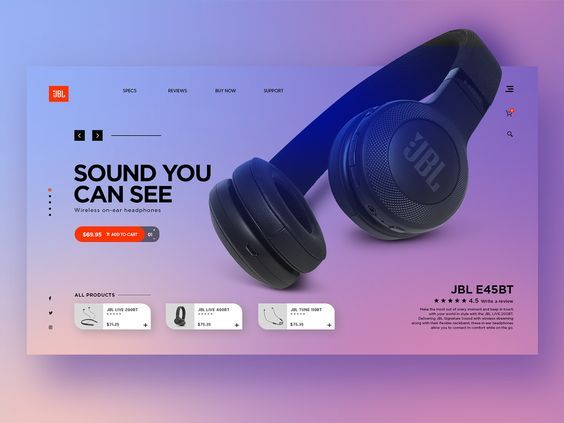 JBL
SPECS
REVIEWS
BUY NOW
SUPPORT
SOUND YOU
CAN SEE
Wireless on-ear headphones
$69.95 ADD TO CART 01
JBL
ALL PRODUCTS
JBL LIVE 200BT
$71.25
+
JBL LIVE 400BT
$75.35
+
JBL TUNE 110BT
$75.35
+
JBL E45BT
4.5 Write a review
Make the most out of every moment and keep in touch
with your world in style with the JBL LIVE 200BT.
Delivering JBL Signature Sound with wireless streaming
along with their flexible neckband, these in-ear headphones
allow you to connect in comfort while on the go.